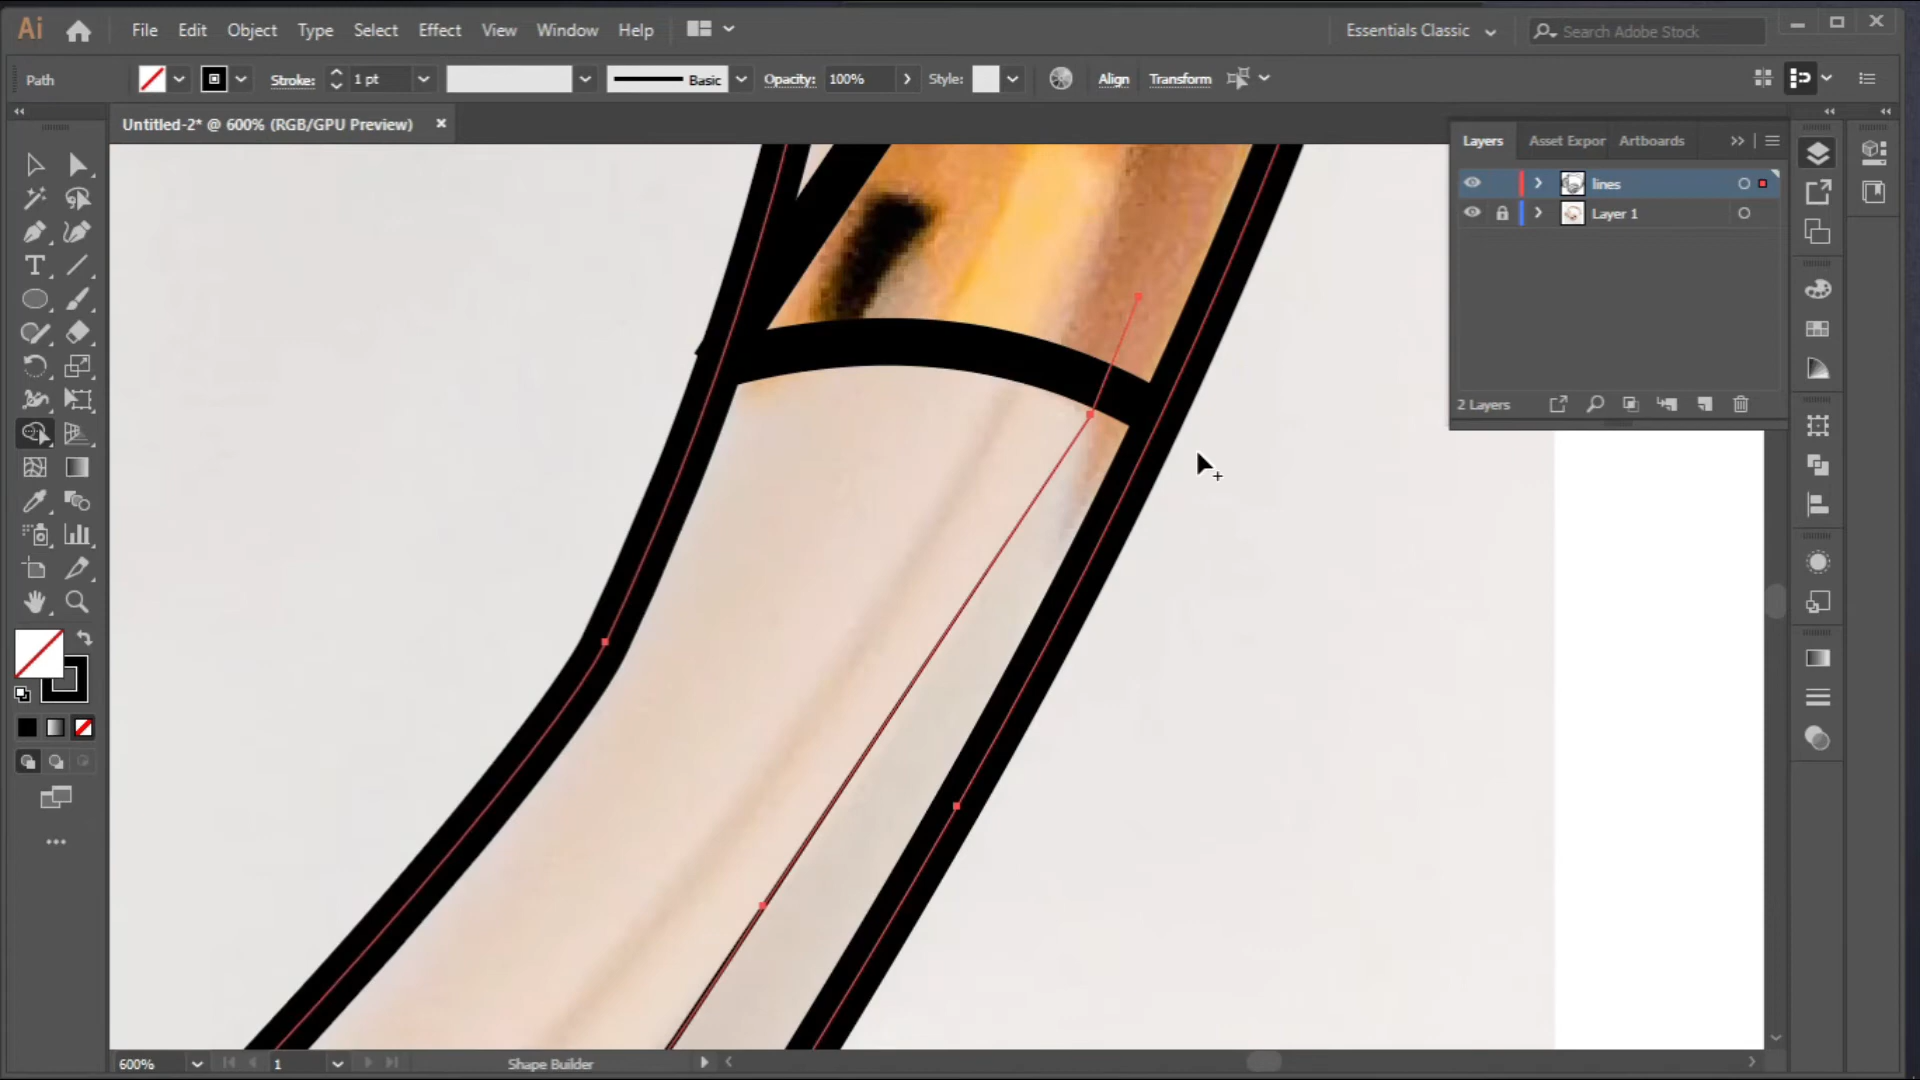 Ai File Edit Object Type Select Effect View Window Help Essentials Classic Search Adobe Stock
Path Stroke: 1 pt Basic Opacity: 100% Style: Align Transform
Untitled-2* @ 600% (RGB/GPU Preview)
Layers Asset Expor Artboards
lines
Layer 1
2 Layers
600% 1 Shape Builder